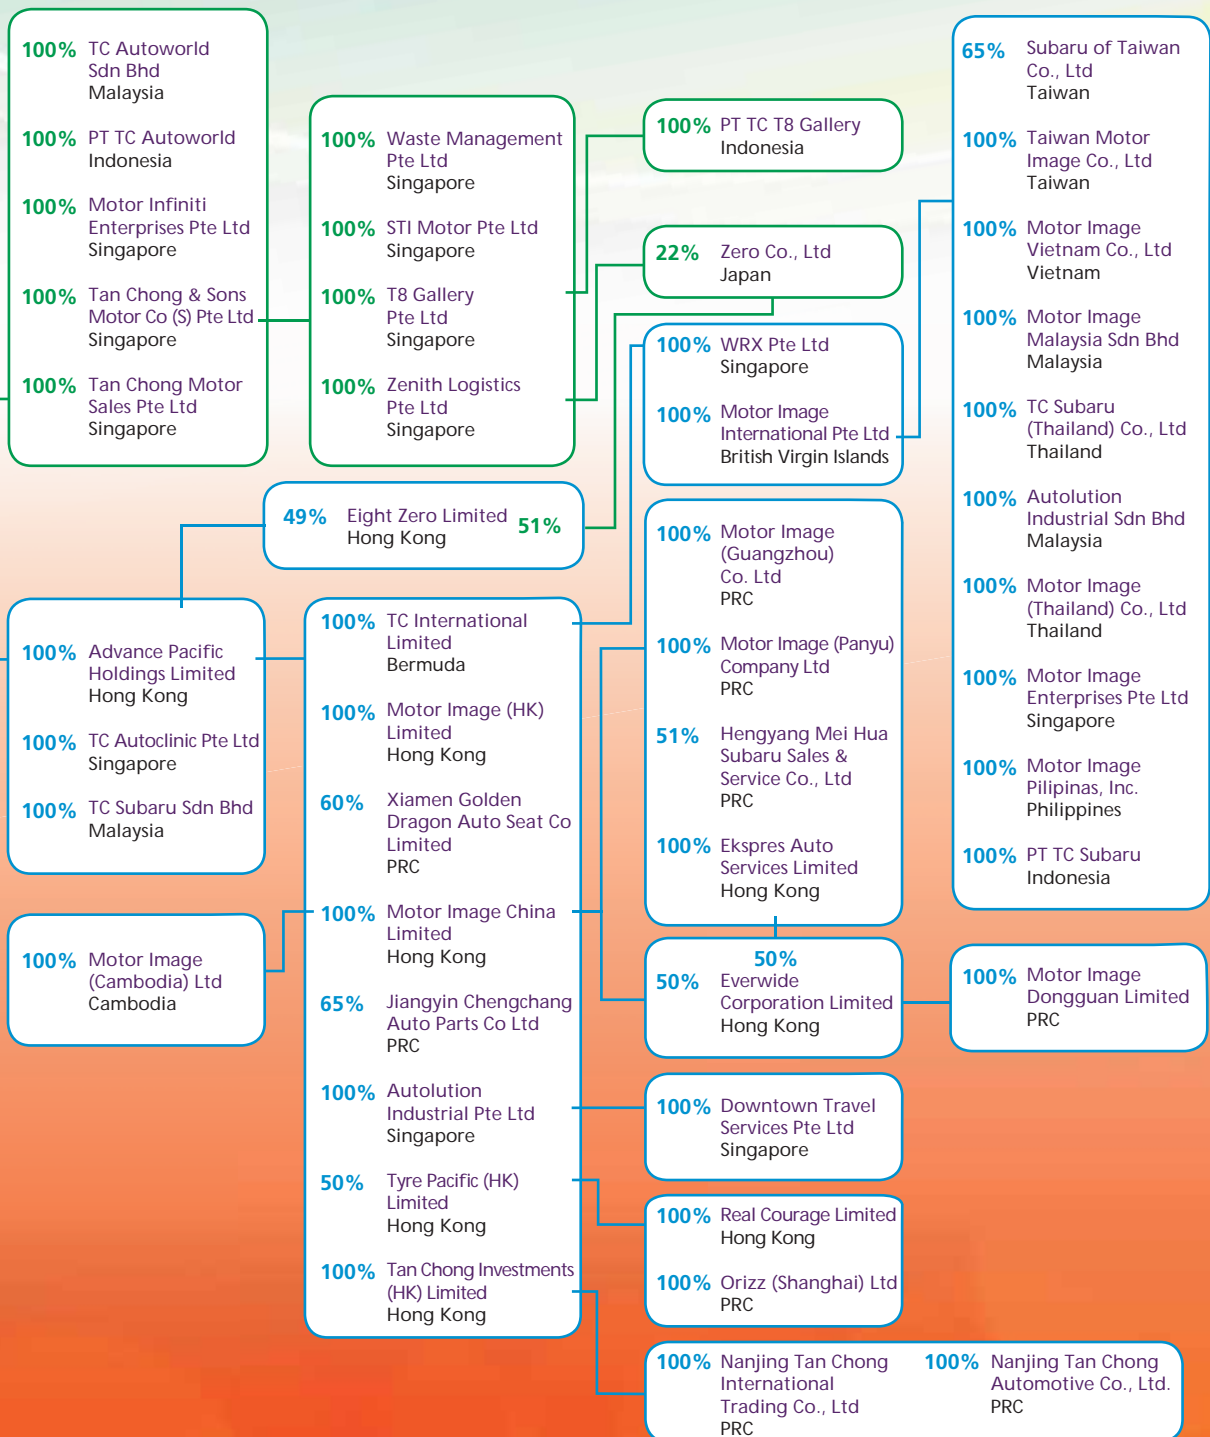 100% TC Autoworld
Sdn Bhd
Malaysia
100% PT TC Autoworld
Indonesia
100% Motor Infiniti
Enterprises Pte Ltd
Singapore
100% Tan Chong & Sons
Motor Co (S) Pte Ltd
Singapore
100% Tan Chong Motor
Sales Pte Ltd
Singapore
100% Waste Management
Pte Ltd
Singapore
100% STI Motor Pte Ltd
Singapore
100% T8 Gallery
Pte Ltd
Singapore
100% Zenith Logistics
Pte Ltd
Singapore
100% PT TC T8 Gallery
Indonesia
22% Zero Co., Ltd
Japan
100% WRX Pte Ltd
Singapore
100% Motor Image
International Pte Ltd
British Virgin Islands
65% Subaru of Taiwan
Co., Ltd
Taiwan
100% Taiwan Motor
Image Co., Ltd
Taiwan
100% Motor Image
Vietnam Co., Ltd
Vietnam
100% Motor Image
Malaysia Sdn Bhd
Malaysia
100% TC Subaru
(Thailand) Co., Ltd
Thailand
100% Autolution
Industrial Sdn Bhd
Malaysia
100% Motor Image
(Thailand) Co., Ltd
Thailand
100% Motor Image
Enterprises Pte Ltd
Singapore
100% Motor Image
Pilipinas, Inc.
Philippines
100% PT TC Subaru
Indonesia
49% Eight Zero Limited 51%
Hong Kong
100% Advance Pacific
Holdings Limited
Hong Kong
100% TC Autoclinic Pte Ltd
Singapore
100% TC Subaru Sdn Bhd
Malaysia
100% Motor Image
(Cambodia) Ltd
Cambodia
100% TC International
Limited
Bermuda
100% Motor Image (HK)
Limited
Hong Kong
60% Xiamen Golden
Dragon Auto Seat Co
Limited
PRC
100% Motor Image China
Limited
Hong Kong
65% Jiangyin Chengchang
Auto Parts Co Ltd
PRC
100% Autolution
Industrial Pte Ltd
Singapore
50% Tyre Pacific (HK)
Limited
Hong Kong
100% Tan Chong Investments
(HK) Limited
Hong Kong
100% Motor Image
(Guangzhou)
Co. Ltd
PRC
100% Motor Image (Panyu)
Company Ltd
PRC
51% Hengyang Mei Hua
Subaru Sales &
Service Co., Ltd
PRC
100% Ekspres Auto
Services Limited
Hong Kong
50%
50% Everwide
Corporation Limited
Hong Kong
100% Motor Image
Dongguan Limited
PRC
100% Downtown Travel
Services Pte Ltd
Singapore
100% Real Courage Limited
Hong Kong
100% Orizz (Shanghai) Ltd
PRC
100% Nanjing Tan Chong
International
Trading Co., Ltd
PRC
100% Nanjing Tan Chong
Automotive Co., Ltd.
PRC